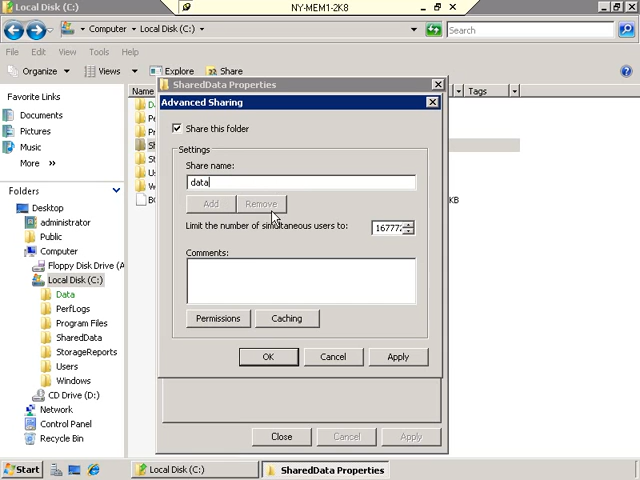 Local Disk (C:)
NY-MEM1-2K8
Computer
Local Disk (C:)
Search
File
Edit
View
Tools
Help
Organize
Views
Explore
Share
Favorite Links
Documents
Pictures
Music
More
Folders
Desktop
administrator
Public
Computer
Floppy Disk Drive (A
Local Disk (C:)
Data
PerfLogs
Program Files
SharedData
StorageReports
Users
Windows
CD Drive (D:)
Network
Control Panel
Recycle Bin
Name
Tags
KB
SharedData Properties
Advanced Sharing
Share this folder
Settings
Share name:
data
Add
Remove
Limit the number of simultaneous users to:
Comments:
Permissions
Caching
OK
Cancel
Apply
Close
Cancel
Apply
Start
Local Disk (C:)
SharedData Properties